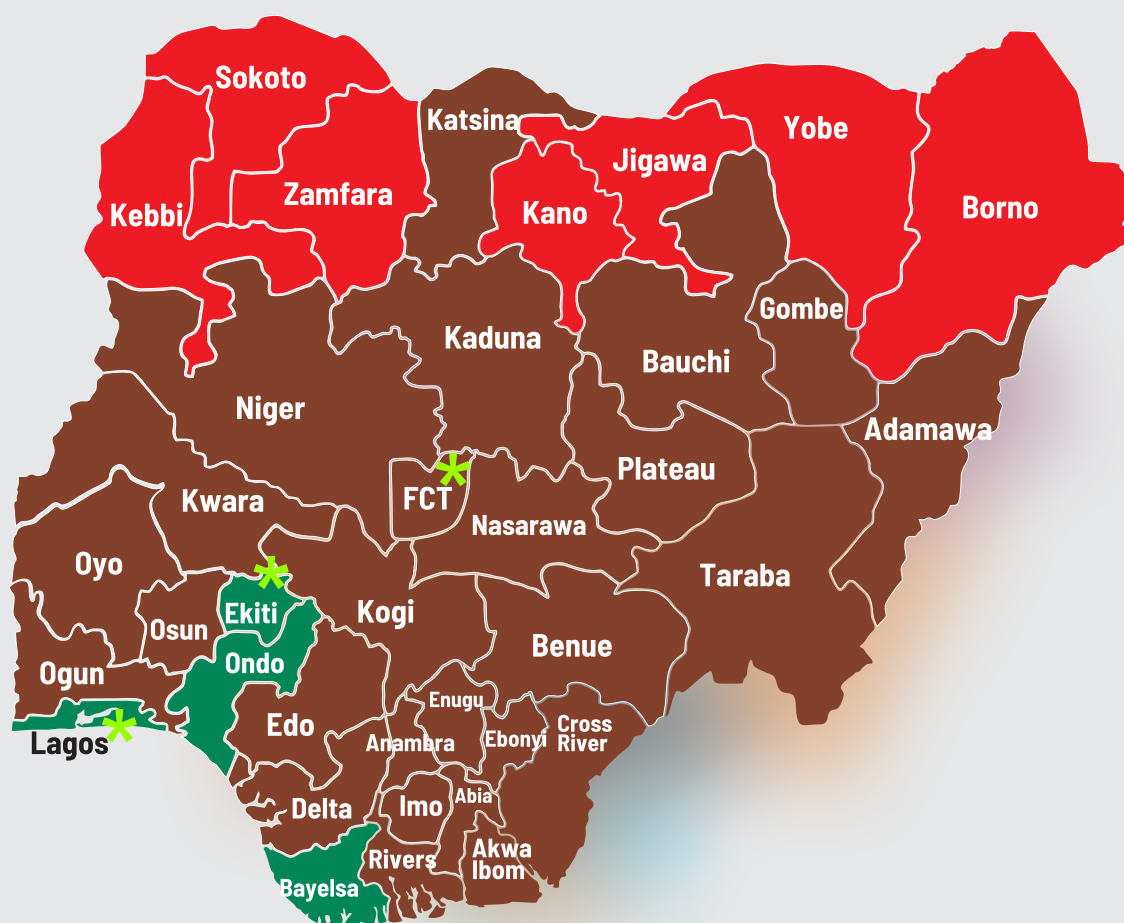 Sokoto
Katsina
Yobe
Jigawa
Zamfara
Borno
Kebbi
Kano
Gombe
Kaduna
Bauchi
Niger
Adamawa
Plateau
FCT
Kwara
Nasarawa
Oyo
Taraba
Ekiti
Kogi
Osun
Benue
Ondo
Ogun
Enugu
Edo
Cross
River
Ebonyi
Anambra
Lagos
Abia
Imo
Delta
Akwa
Ibom
Rivers
Bayelsa